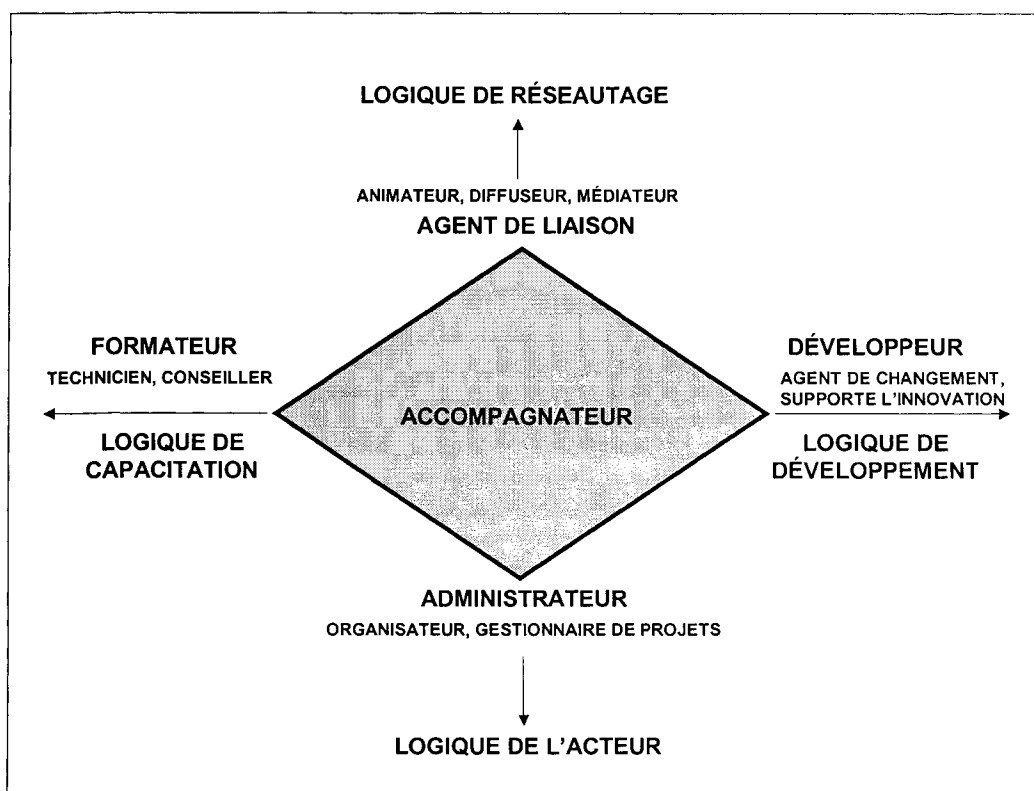 LOGIQUE DE RÉSEAUTAGE
ANIMATEUR, DIFFUSEUR, MÉDIATEUR
AGENT DE LIAISON
FORMATEUR
TECHNICIEN, CONSEILLER
LOGIQUE DE
CAPACITATION
ACCOMPAGNATEUR
DÉVELOPPEUR
AGENT DE CHANGEMENT,
SUPPORTE L'INNOVATION
LOGIQUE DE
DÉVELOPPEMENT
ADMINISTRATEUR
ORGANISATEUR, GESTIONNAIRE DE PROJETS
LOGIQUE DE L'ACTEUR